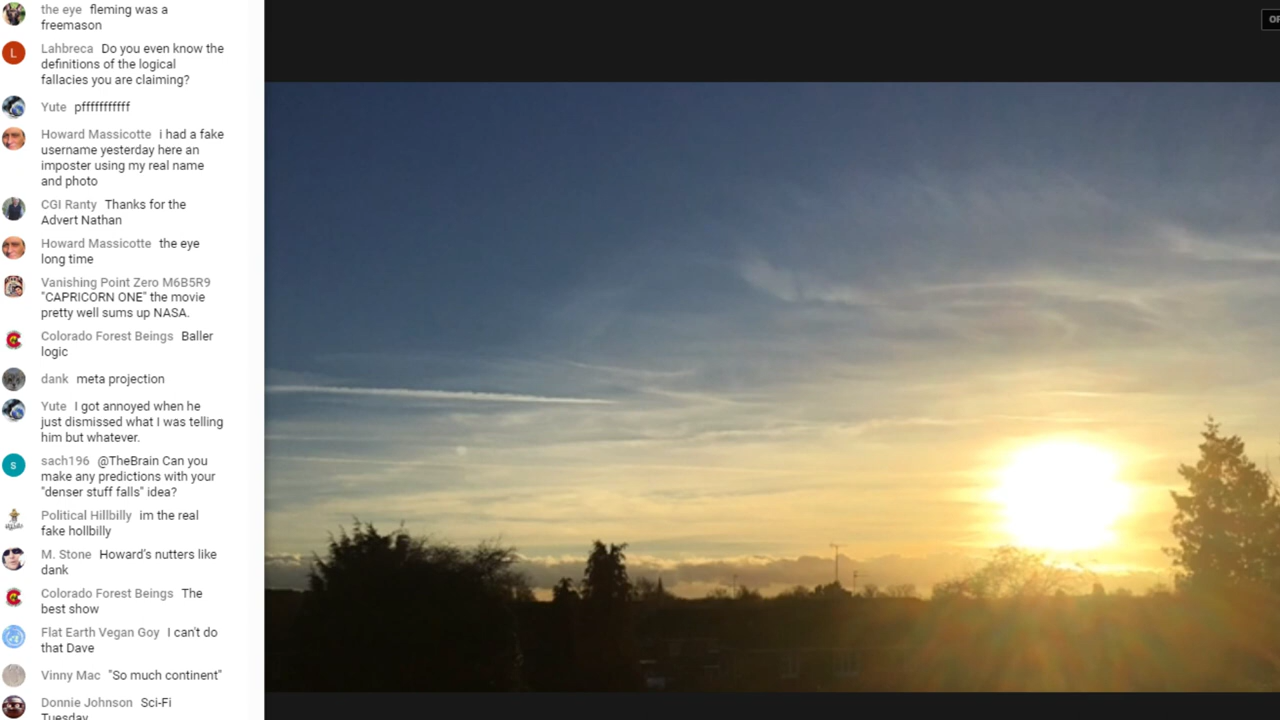 the eye fleming was a
freemason
L
Lahbreca Do you even know the
definitions of the logical
fallacies you are claiming?
Yute pfffffffffff
Howard Massicotte i had a fake
username yesterday here an
imposter using my real name
and photo
CGI Ranty Thanks for the
Advert Nathan
Howard Massicotte the eye
long time
Vanishing Point Zero M6B5R9
"CAPRICORN ONE" the movie
pretty well sums up NASA.
Colorado Forest Beings Baller
logic
dank meta projection
Yute I got annoyed when he
just dismissed what I was telling
him but whatever.
s
sach196 @TheBrain Can you
make any predictions with your
"denser stuff falls" idea?
Political Hillbilly im the real
fake hollbilly
M. Stone Howard's nutters like
dank
Colorado Forest Beings The
best show
Flat Earth Vegan Goy I can't do
that Dave
Vinny Mac "So much continent"
Donnie Johnson Sci-Fi
Tuesday